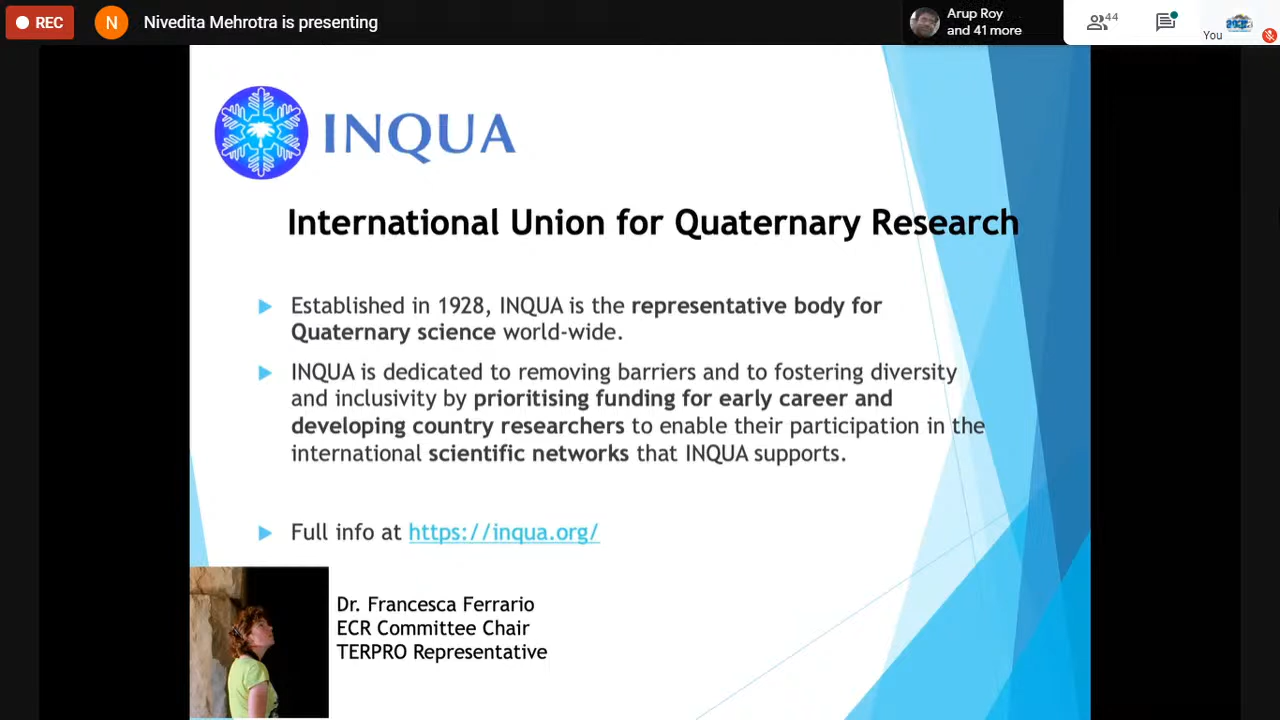 REC
N
Nivedita Mehrotra is presenting
Arup Roy
and 41 more
44
You
INQUA
International Union for Quaternary Research
Established in 1928, INQUA is the representative body for
Quaternary science world-wide.
INQUA is dedicated to removing barriers and to fostering diversity
and inclusivity by prioritising funding for early career and
developing country researchers to enable their participation in the
international scientific networks that INQUA supports.
Full info at https://inqua.org/
Dr. Francesca Ferrario
ECR Committee Chair
TERPRO Representative